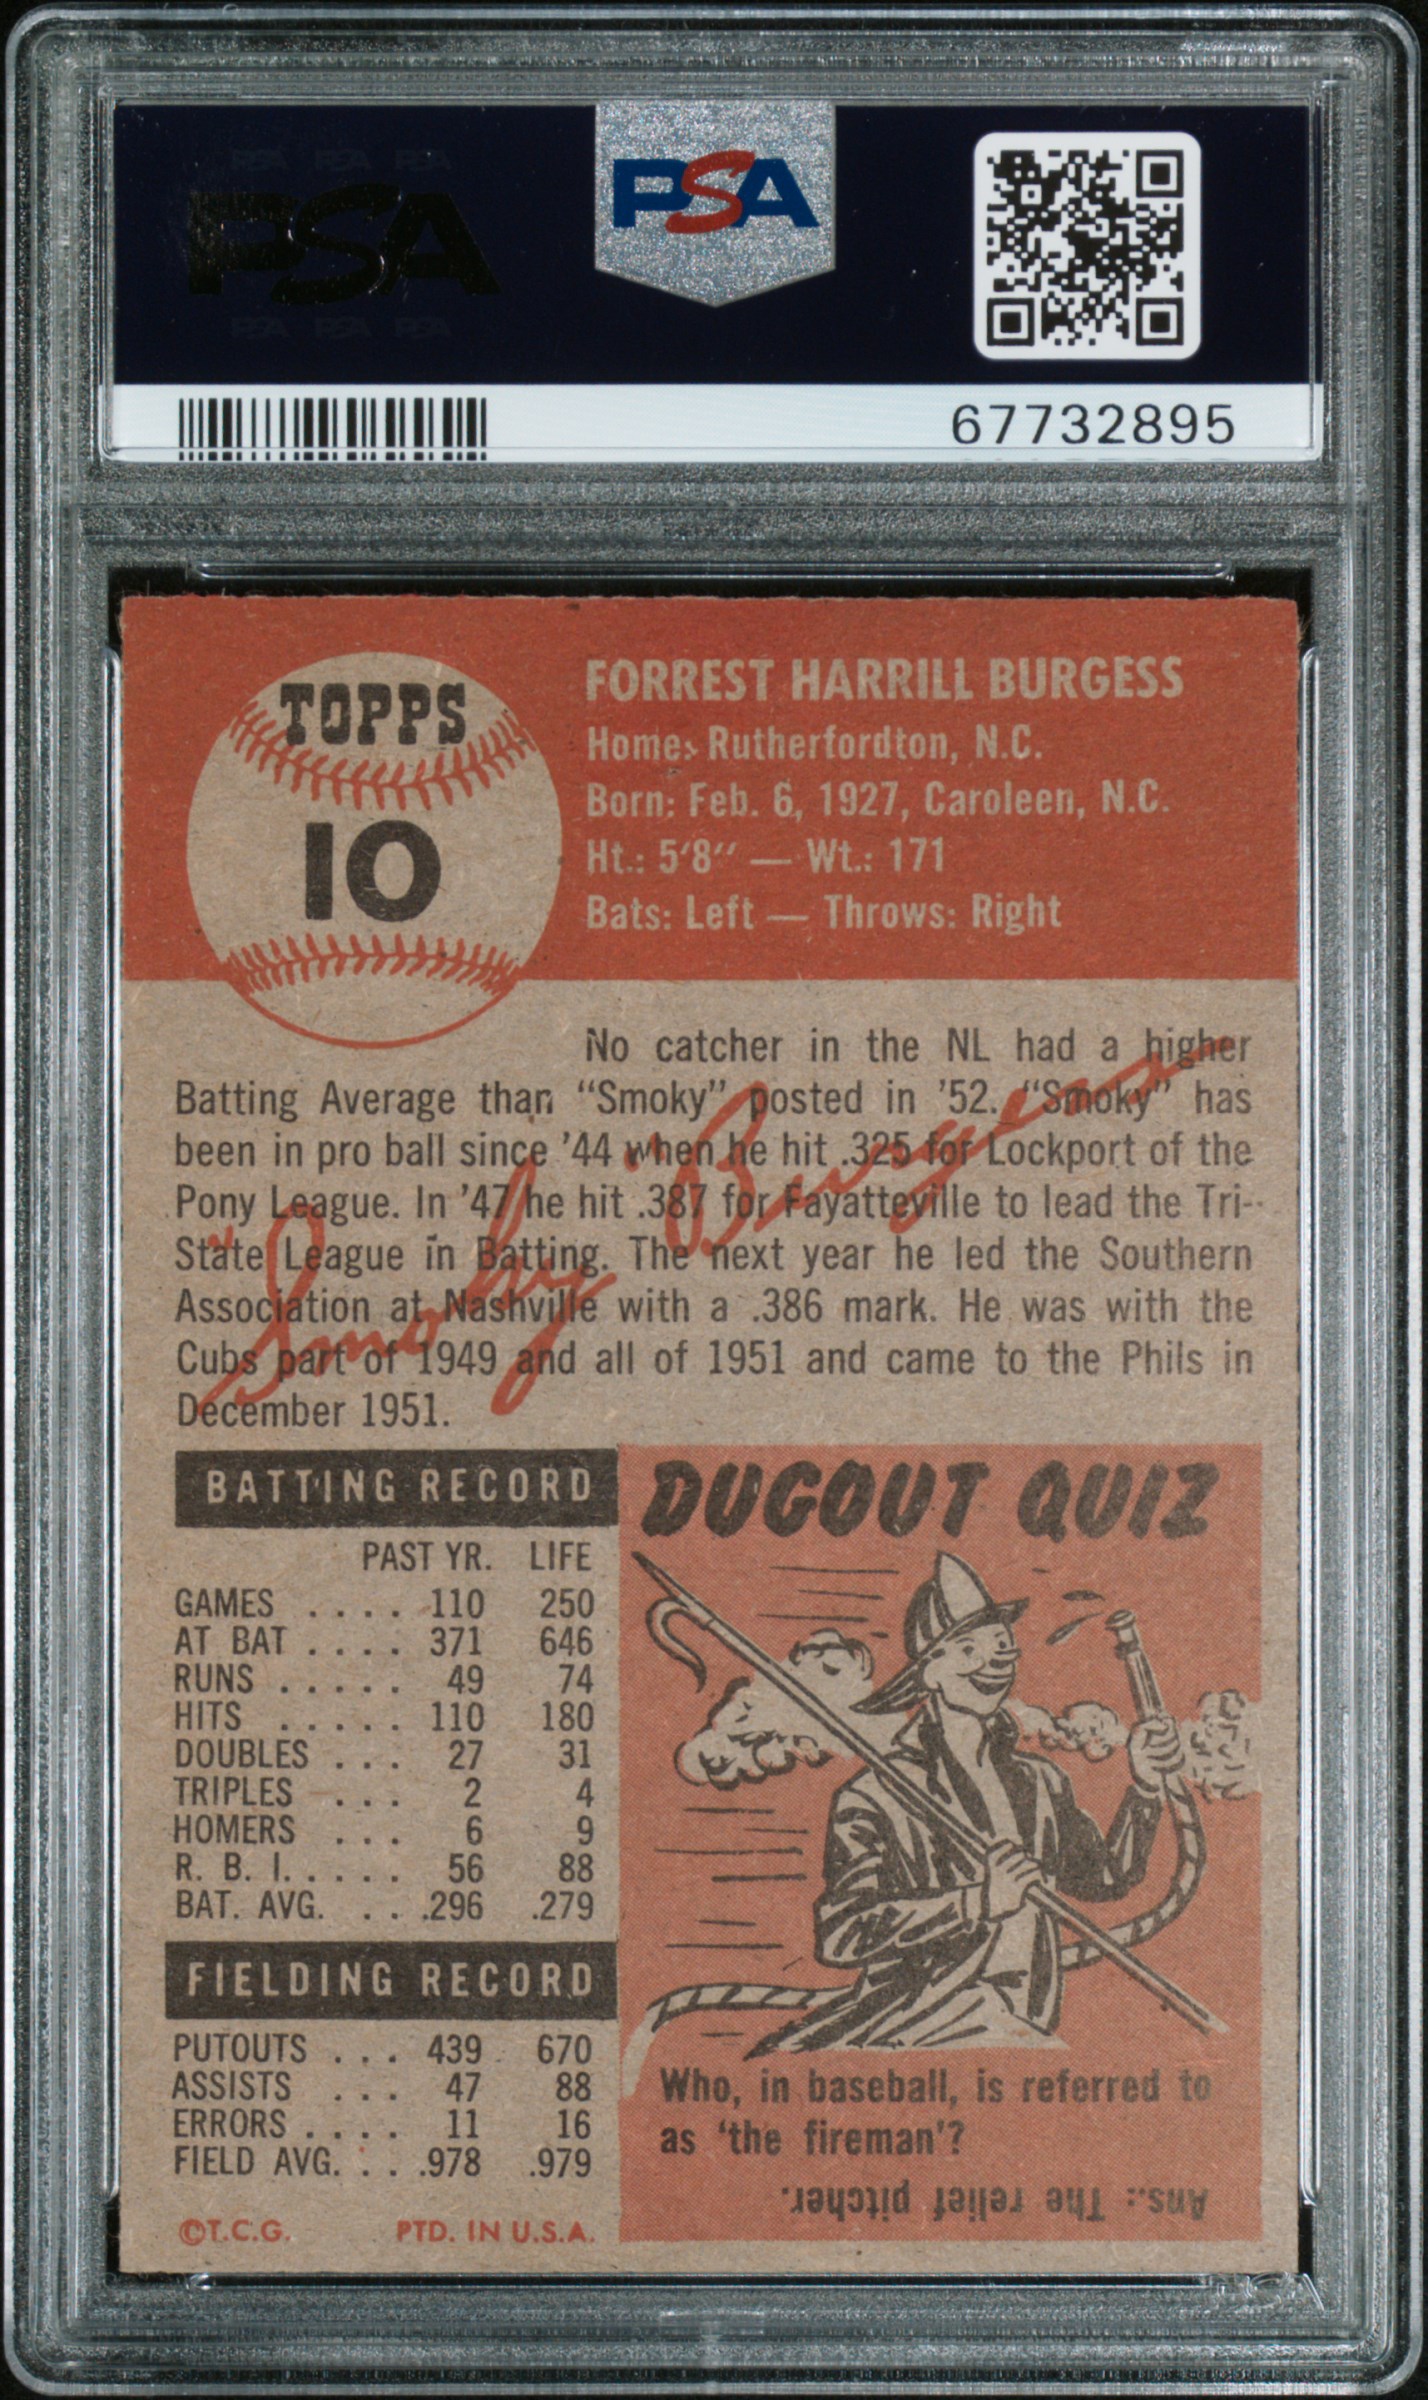 PSA PSA PSA
PSA
PSA PSA PSA
PSA
67732895
TOPPS
10
FORREST HARRILL BURGESS
Home: Rutherfordton, N.C.
Born: Feb. 6, 1927, Caroleen, N.C.
Ht.: 5'8" — Wt.: 171
Bats: Left — Throws: Right
No catcher in the NL had a higher
Batting Average than "Smoky" posted in '52. "Smoky" has
been in pro ball since '44 when he hit .325 for Lockport of the
Pony League. In '47 he hit .387 for Fayatteville to lead the Tri-
State League in Batting. The next year he led the Southern
Association at Nashville with a .386 mark. He was with the
Cubs part of 1949 and all of 1951 and came to the Phils in
December 1951.
"Smoky" Burgess
BATTING RECORD
PAST YR. LIFE
GAMES .... 110 250
AT BAT .... 371 646
RUNS ..... 49 74
HITS ..... 110 180
DOUBLES ... 27 31
TRIPLES ... 2 4
HOMERS ... 6 9
R. B. I. .... 56 88
BAT. AVG. ... .296 .279
FIELDING RECORD
PUTOUTS ... 439 670
ASSISTS ... 47 88
ERRORS .... 11 16
FIELD AVG. ... .978 .979
©T.C.G. PTD. IN U.S.A.
DUGOUT QUIZ
Who, in baseball, is referred to
as 'the fireman'?
Ans.: The relief pitcher.